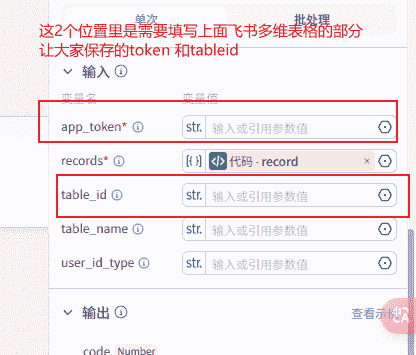 这2个位置里是需要填写上面飞书多维表格的部分
单次 批处理
让大家保存的token 和tableid
输入
变量名 变量值
app_token* str. 输入或引用参数值
records* 代码 - record ×
table_id str. 输入或引用参数值
table_name str. 输入或引用参数值
user_id_type str. 输入或引用参数值
输出 查看示例
code Number